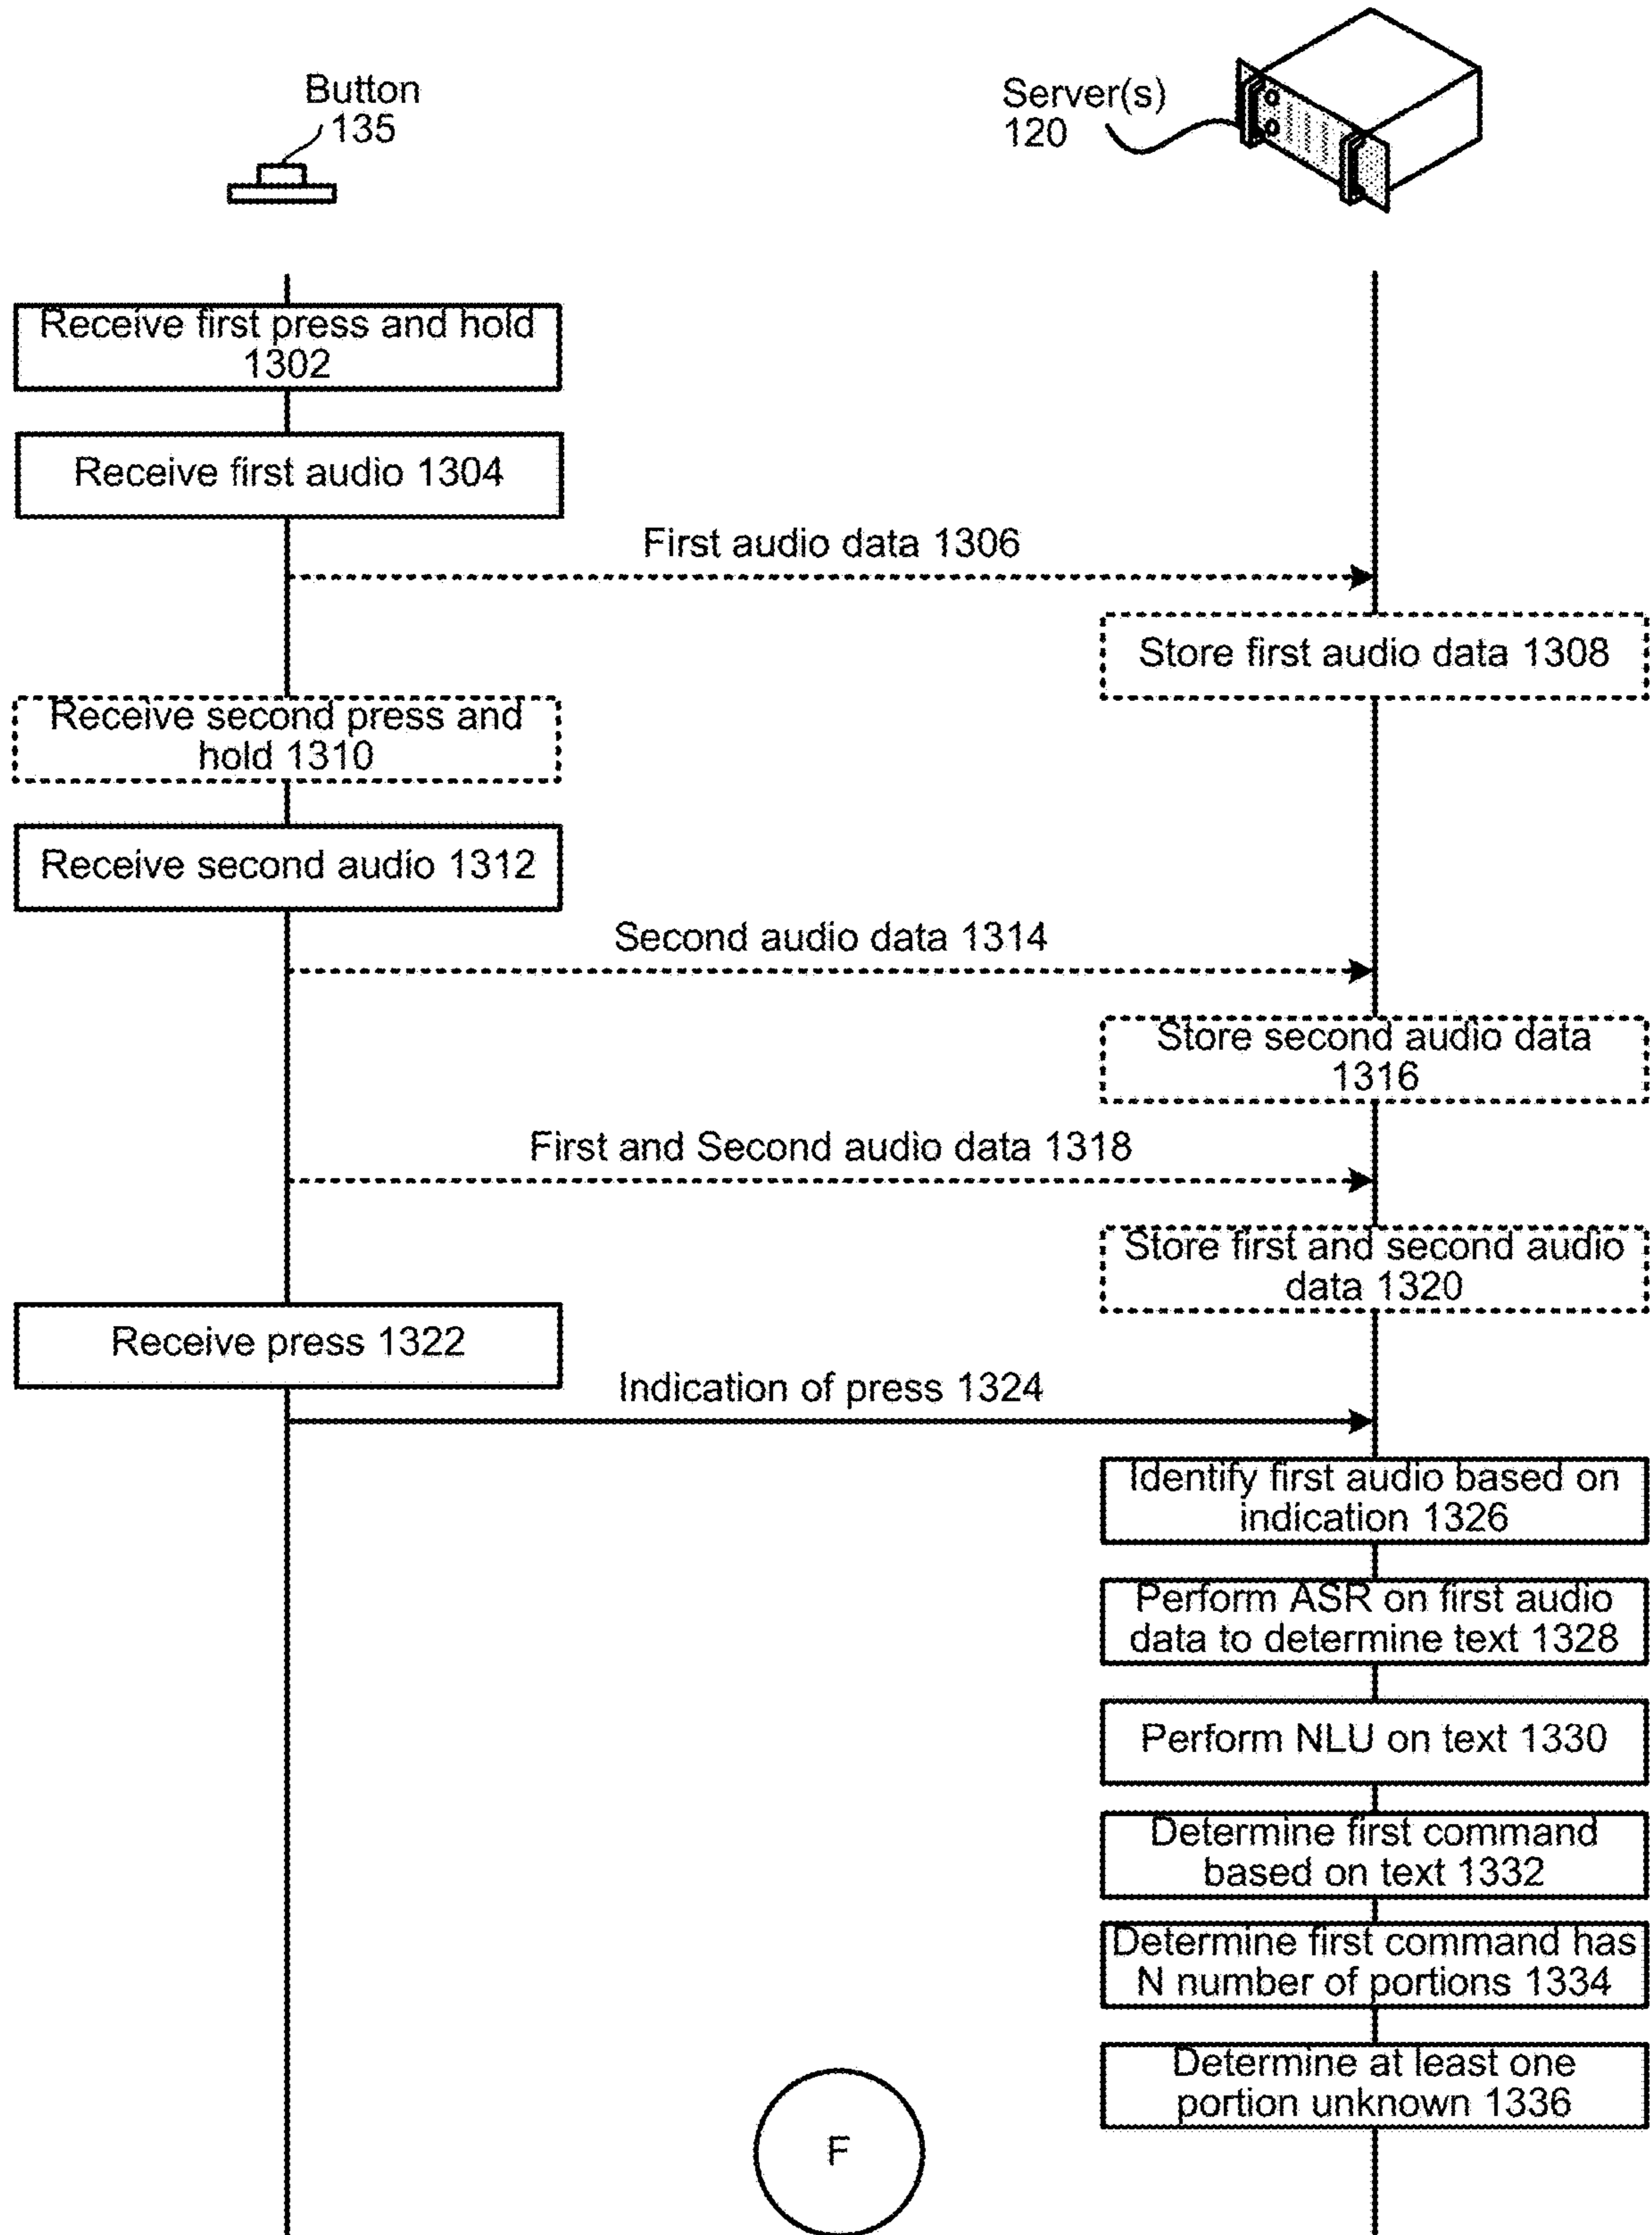 Button
135
Server(s)
120
Receive first press and hold
1302
Receive first audio 1304
First audio data 1306
Store first audio data 1308
Receive second press and
hold 1310
Receive second audio 1312
Second audio data 1314
Store second audio data
1316
First and Second audio data 1318
Store first and second audio
data 1320
Receive press 1322
Indication of press 1324
Identify first audio based on
indication 1326
Perform ASR on first audio
data to determine text 1328
Perform NLU on text 1330
Determine first command
based on text 1332
Determine first command has
N number of portions 1334
Determine at least one
portion unknown 1336
F